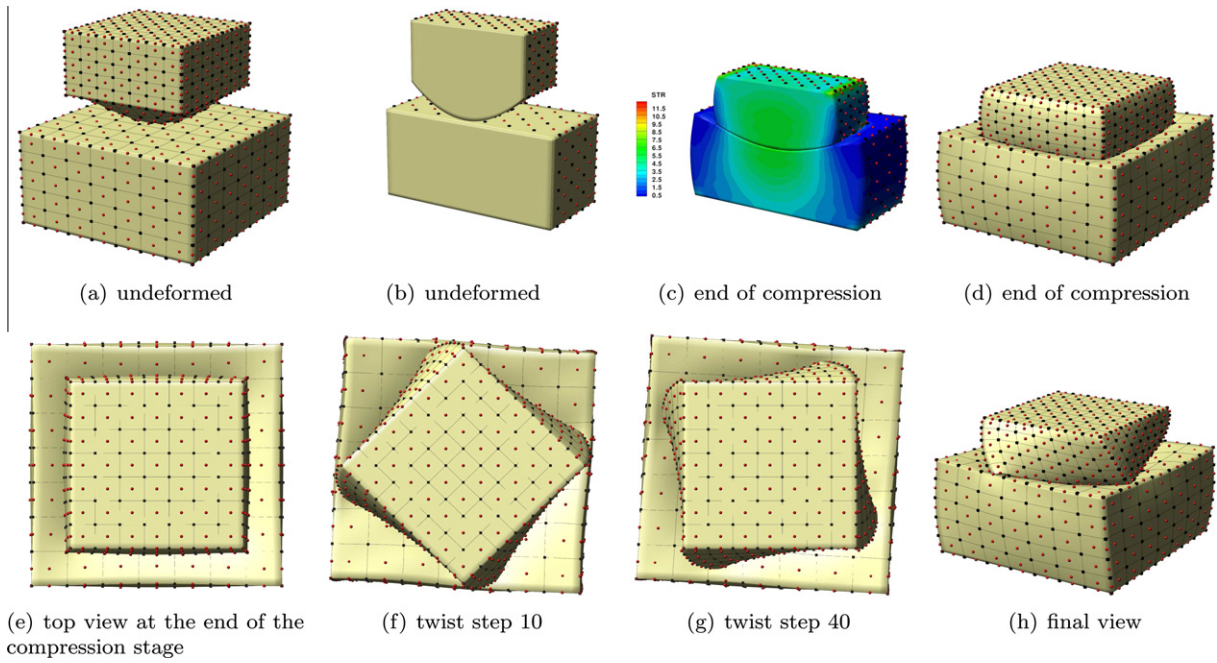 STR
11.5
10.5
9.5
8.5
7.5
6.5
5.5
4.5
3.5
2.5
1.5
0.5
(a) undeformed
(b) undeformed
(c) end of compression
(d) end of compression
(e) top view at the end of the
compression stage
(f) twist step 10
(g) twist step 40
(h) final view